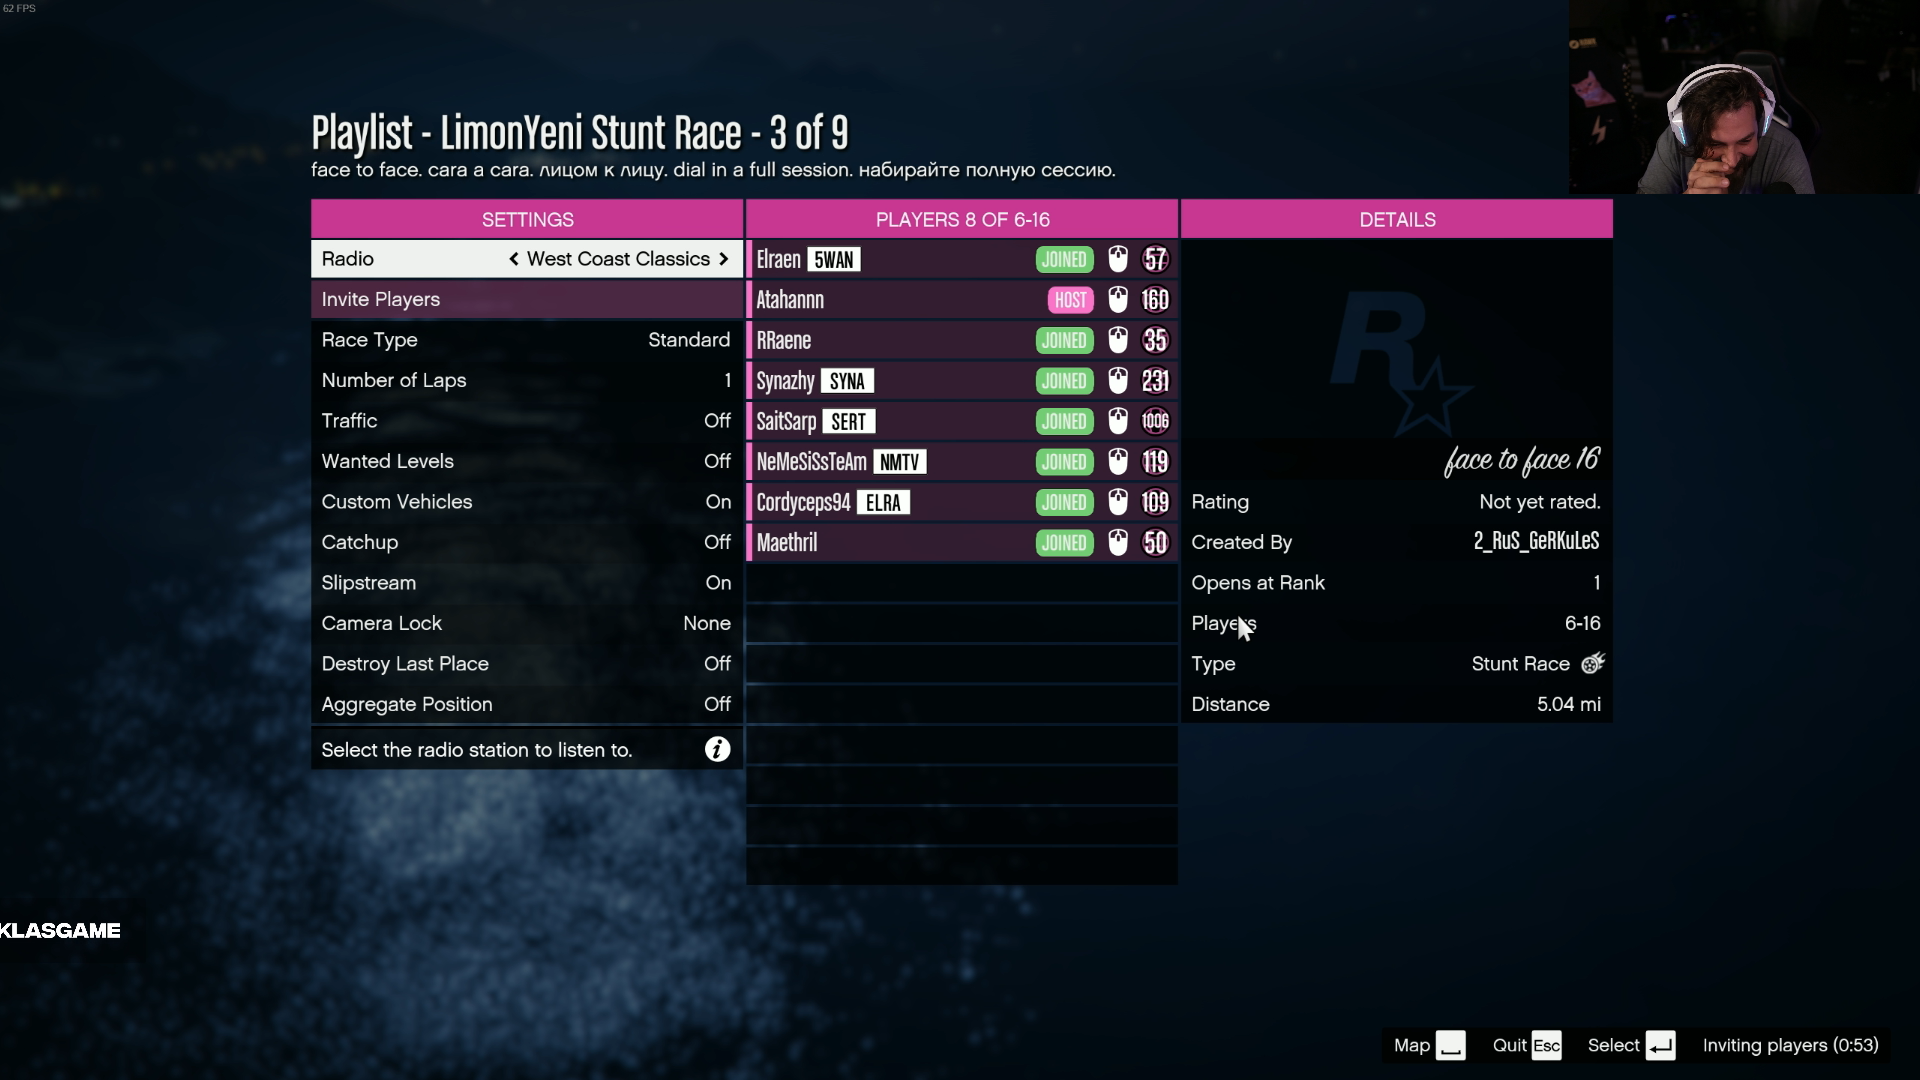 62 FPS
Playlist - LimonYeni Stunt Race - 3 of 9
face to face. cara a cara. лицом к лицу. dial in a full session. набирайте полную сессию.
SETTINGS
Radio West Coast Classics
Invite Players
Race Type Standard
Number of Laps 1
Traffic Off
Wanted Levels Off
Custom Vehicles On
Catchup Off
Slipstream On
Camera Lock None
Destroy Last Place Off
Aggregate Position Off
Select the radio station to listen to.
PLAYERS 8 OF 6-16
Elraen 5WAN JOINED 57
Atahannn HOST 160
RRaene JOINED 35
Synazhy SYNA JOINED 231
SaitSarp SERT JOINED 1006
NeMeSiSsTeAm NMTV JOINED 119
Cordyceps94 ELRA JOINED 109
Maethril JOINED 50
DETAILS
face to face 16
Rating Not yet rated.
Created By 2_RuS_GeRKuLeS
Opens at Rank 1
Players 6-16
Type Stunt Race
Distance 5.04 mi
KLASGAME
Map Quit Esc Select Inviting players (0:53)